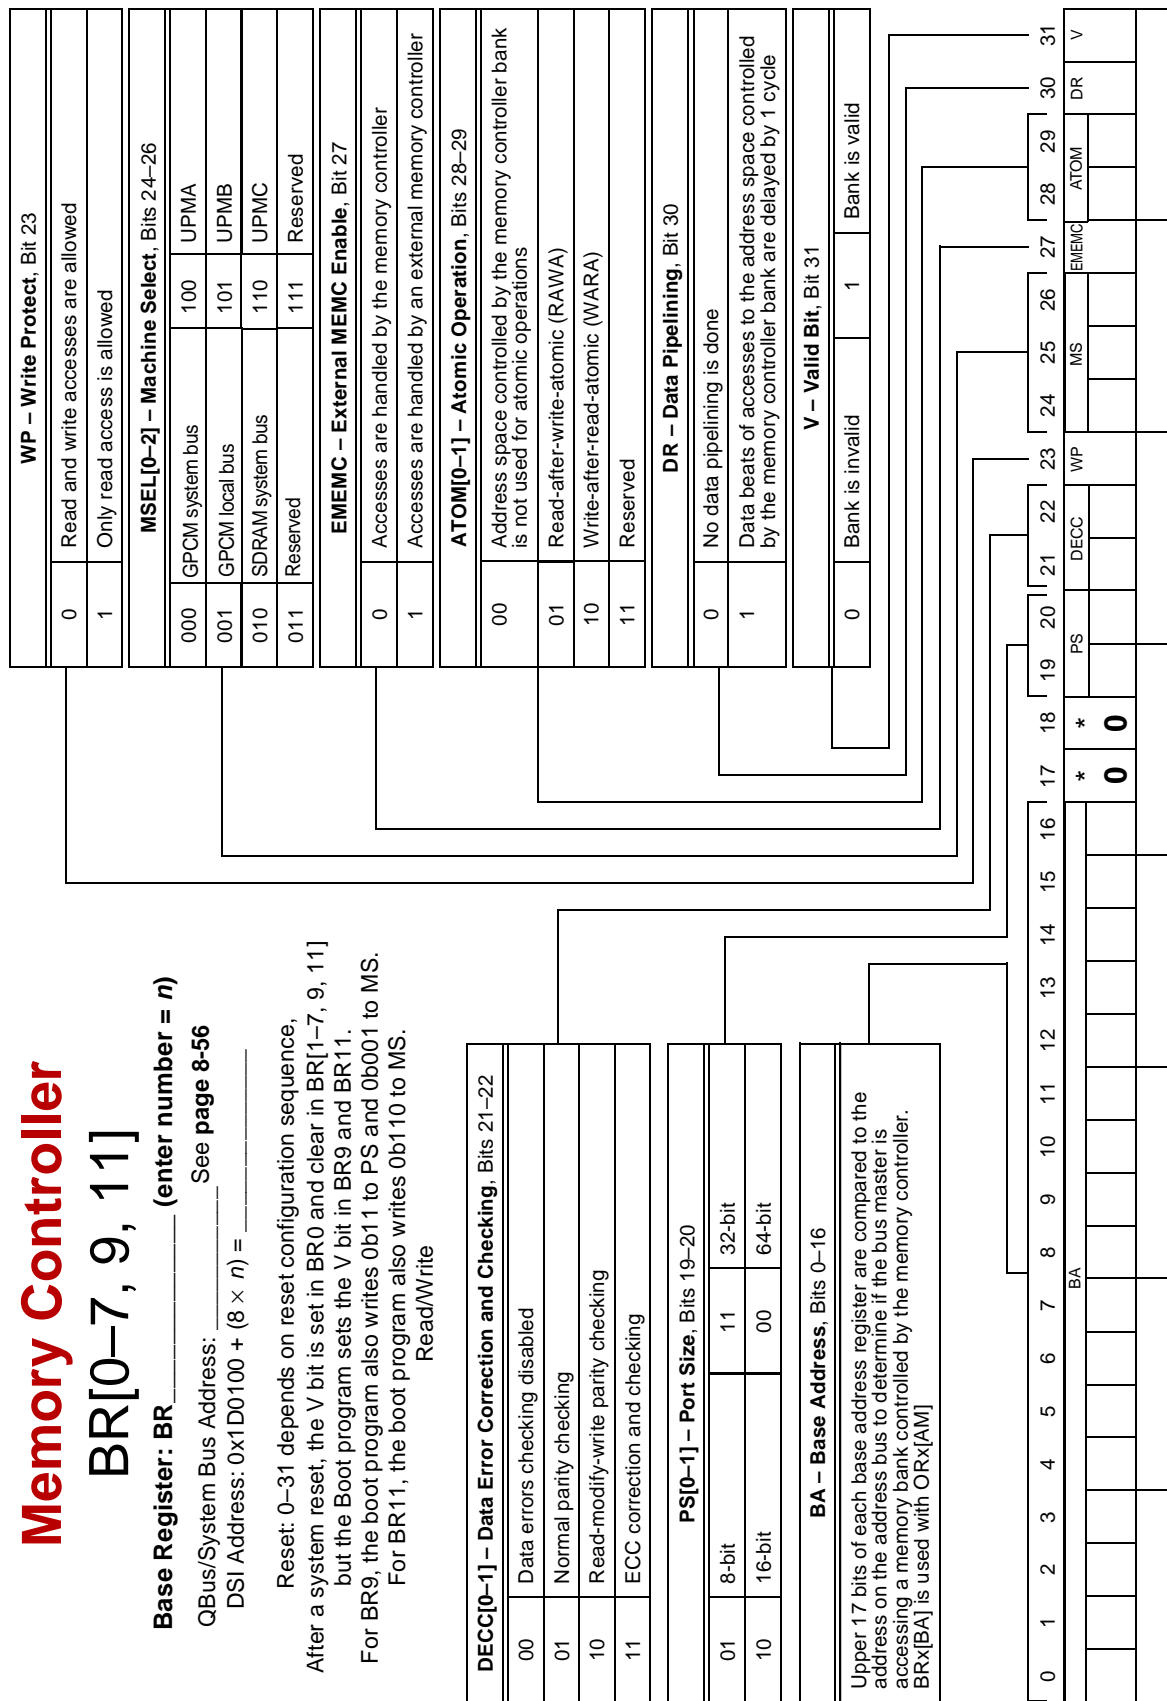 Memory Controller
BR[0–7, 9, 11]
Base Register: BR____________ (enter number = n)
QBus/System Bus Address: ____________ See page 8-56
DSI Address: 0x1D0100 + (8 × n) = ______________
Reset: 0–31 depends on reset configuration sequence,
After a system reset, the V bit is set in BR0 and clear in BR[1–7, 9, 11]
but the Boot program sets the V bit in BR9 and BR11.
For BR9, the boot program also writes 0b11 to PS and 0b001 to MS.
For BR11, the boot program also writes 0b110 to MS.
Read/Write
DECC[0–1] – Data Error Correction and Checking, Bits 21–22
00 Data errors checking disabled
01 Normal parity checking
10 Read-modify-write parity checking
11 ECC correction and checking
PS[0–1] – Port Size, Bits 19–20
01 8-bit 11 32-bit
10 16-bit 00 64-bit
BA – Base Address, Bits 0–16
Upper 17 bits of each base address register are compared to the
address on the address bus to determine if the bus master is
accessing a memory bank controlled by the memory controller.
BRx[BA] is used with ORx[AM]
WP – Write Protect, Bit 23
0 Read and write accesses are allowed
1 Only read access is allowed
MSEL[0–2] – Machine Select, Bits 24–26
000 GPCM system bus 100 UPMA
001 GPCM local bus 101 UPMB
010 SDRAM system bus 110 UPMC
011 Reserved 111 Reserved
EMEMC – External MEMC Enable, Bit 27
0 Accesses are handled by the memory controller
1 Accesses are handled by an external memory controller
ATOM[0–1] – Atomic Operation, Bits 28–29
00 Address space controlled by the memory controller bank
is not used for atomic operations
01 Read-after-write-atomic (RAWA)
10 Write-after-read-atomic (WARA)
11 Reserved
DR – Data Pipelining, Bit 30
0 No data pipelining is done
1 Data beats of accesses to the address space controlled
by the memory controller bank are delayed by 1 cycle
V – Valid Bit, Bit 31
0 Bank is invalid 1 Bank is valid
0 1 2 3 4 5 6 7 8 9 10 11 12 13 14 15 16 17 18 19 20 21 22 23 24 25 26 27 28 29 30 31
BA * * PS DECC WP MS EMEMC ATOM DR V
0 0